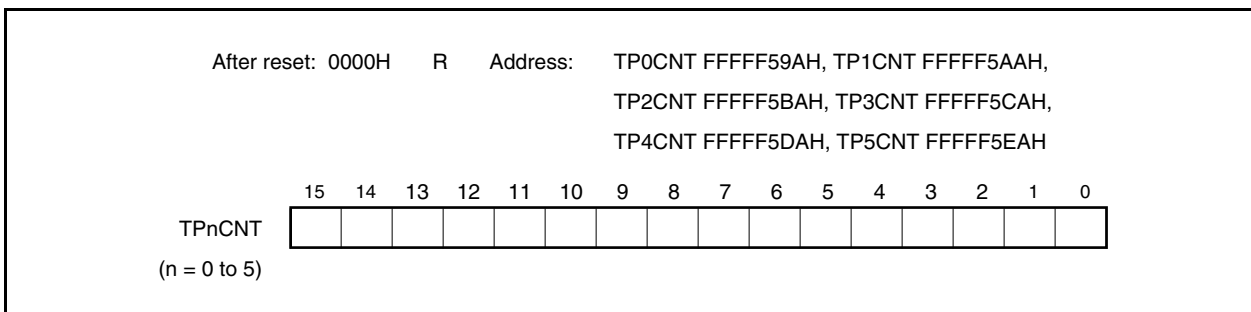 After reset: 0000H R Address: TP0CNT FFFFF59AH, TP1CNT FFFFF5AAH,
TP2CNT FFFFF5BAH, TP3CNT FFFFF5CAH,
TP4CNT FFFFF5DAH, TP5CNT FFFFF5EAH
15 14 13 12 11 10 9 8 7 6 5 4 3 2 1 0
TPnCNT
(n = 0 to 5)